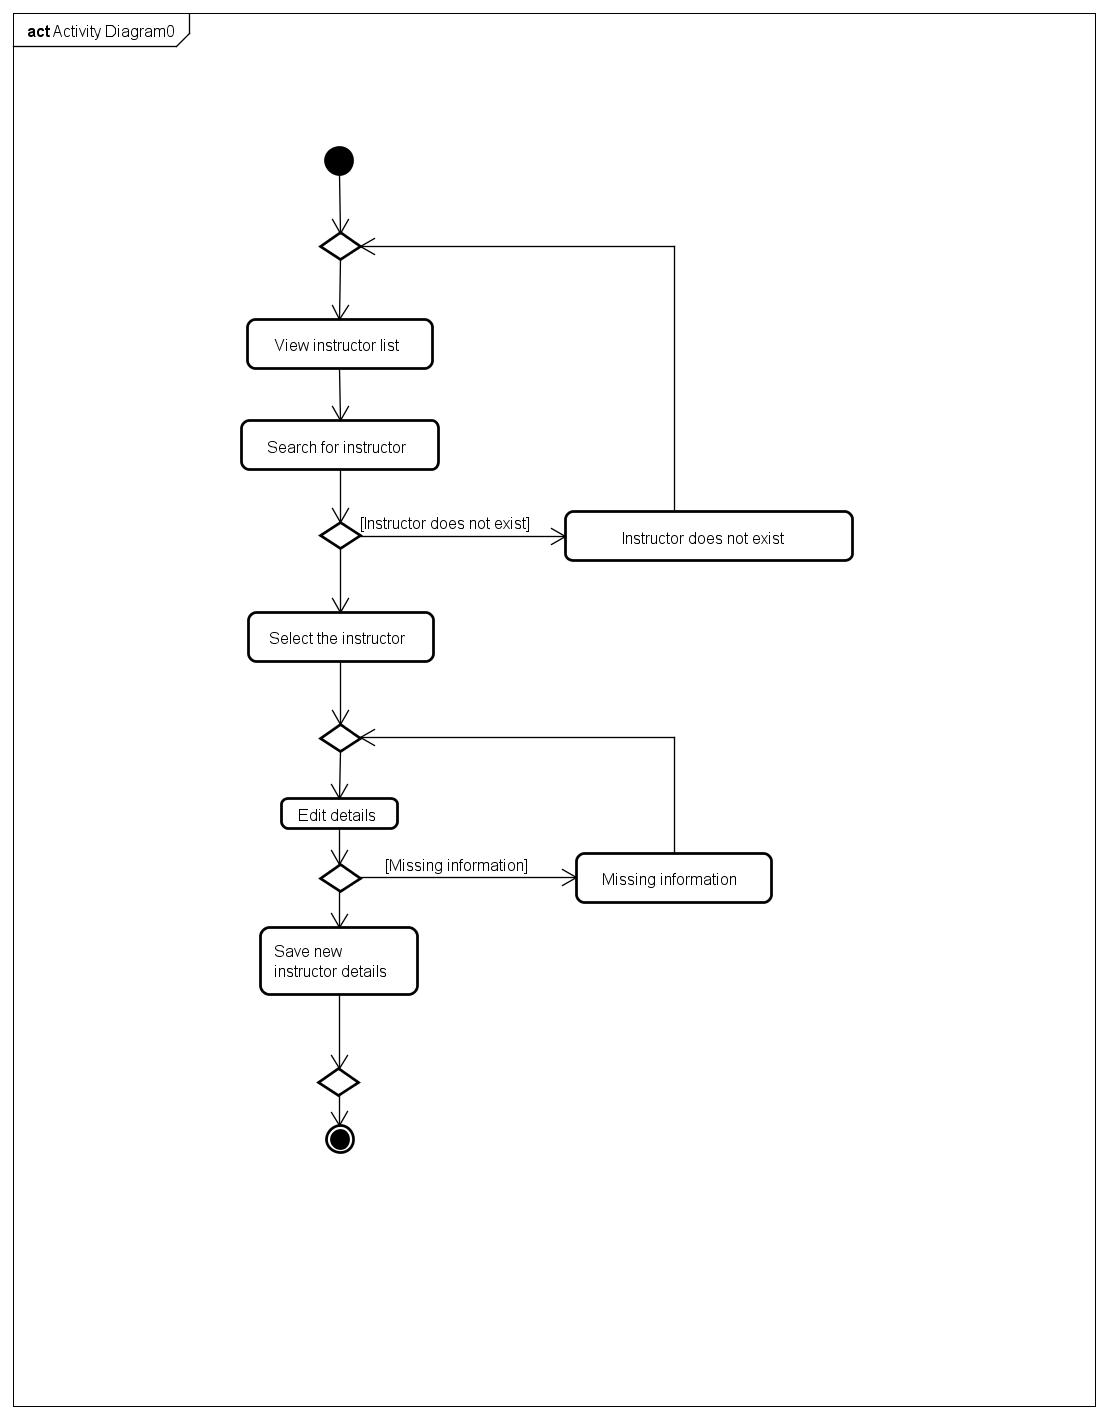 act Activity Diagram0
View instructor list
Search for instructor
[Instructor does not exist]
Instructor does not exist
Select the instructor
Edit details
[Missing information]
Missing information
Save new
instructor details